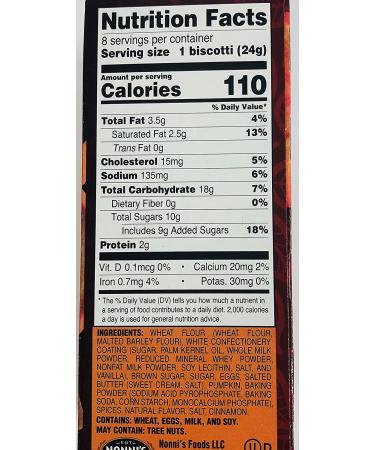 Nutrition Facts
8 servings per container
Serving size 1 biscotti (24g)
Amount per serving
Calories 110
% Daily Value*
Total Fat 3.5g 4%
Saturated Fat 2.5g 13%
Trans Fat 0g
Cholesterol 15mg 5%
Sodium 135mg 6%
Total Carbohydrate 18g 7%
Dietary Fiber 0g 0%
Total Sugars 10g
Includes 9g Added Sugars 18%
Protein 2g
Vit. D 0.1mcg 0% • Calcium 20mg 2%
Iron 0.7mg 4% • Potas. 30mg 0%
* The % Daily Value (DV) tells you how much a nutrient in
a serving of food contributes to a daily diet. 2,000 calories
a day is used for general nutrition advice.
INGREDIENTS: WHEAT FLOUR (WHEAT FLOUR,
MALTED BARLEY FLOUR), WHITE CONFECTIONERY
COATING (SUGAR, PALM KERNEL OIL, WHOLE MILK
POWDER, REDUCED MINERAL WHEY POWDER,
NONFAT MILK POWDER, SOY LECITHIN, SALT, AND
VANILLA), BROWN SUGAR, SUGAR, EGGS, SALTED
BUTTER (SWEET CREAM, SALT), PUMPKIN, BAKING
POWDER (SODIUM ACID PYROPHOSPHATE, BAKING
SODA, CORN STARCH, MONOCALCIUM PHOSPHATE),
SPICES, NATURAL FLAVOR, SALT, CINNAMON.
CONTAINS: WHEAT, EGGS, MILK, AND SOY.
MAY CONTAIN: TREE NUTS.
EST
NONNI'S
Nonni's Foods LLC
U D